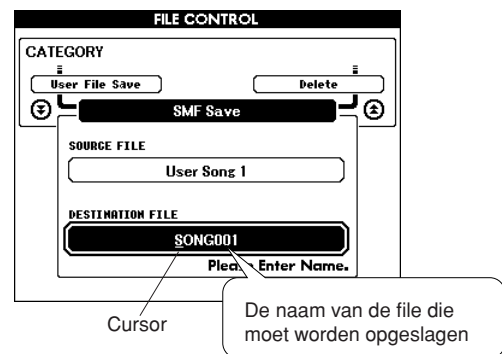 FILE CONTROL
CATEGORY
User File Save
Delete
SMF Save
SOURCE FILE
User Song 1
DESTINATION FILE
SONG001
Enter Name.
Cursor
De naam van de file die
moet worden opgeslagen